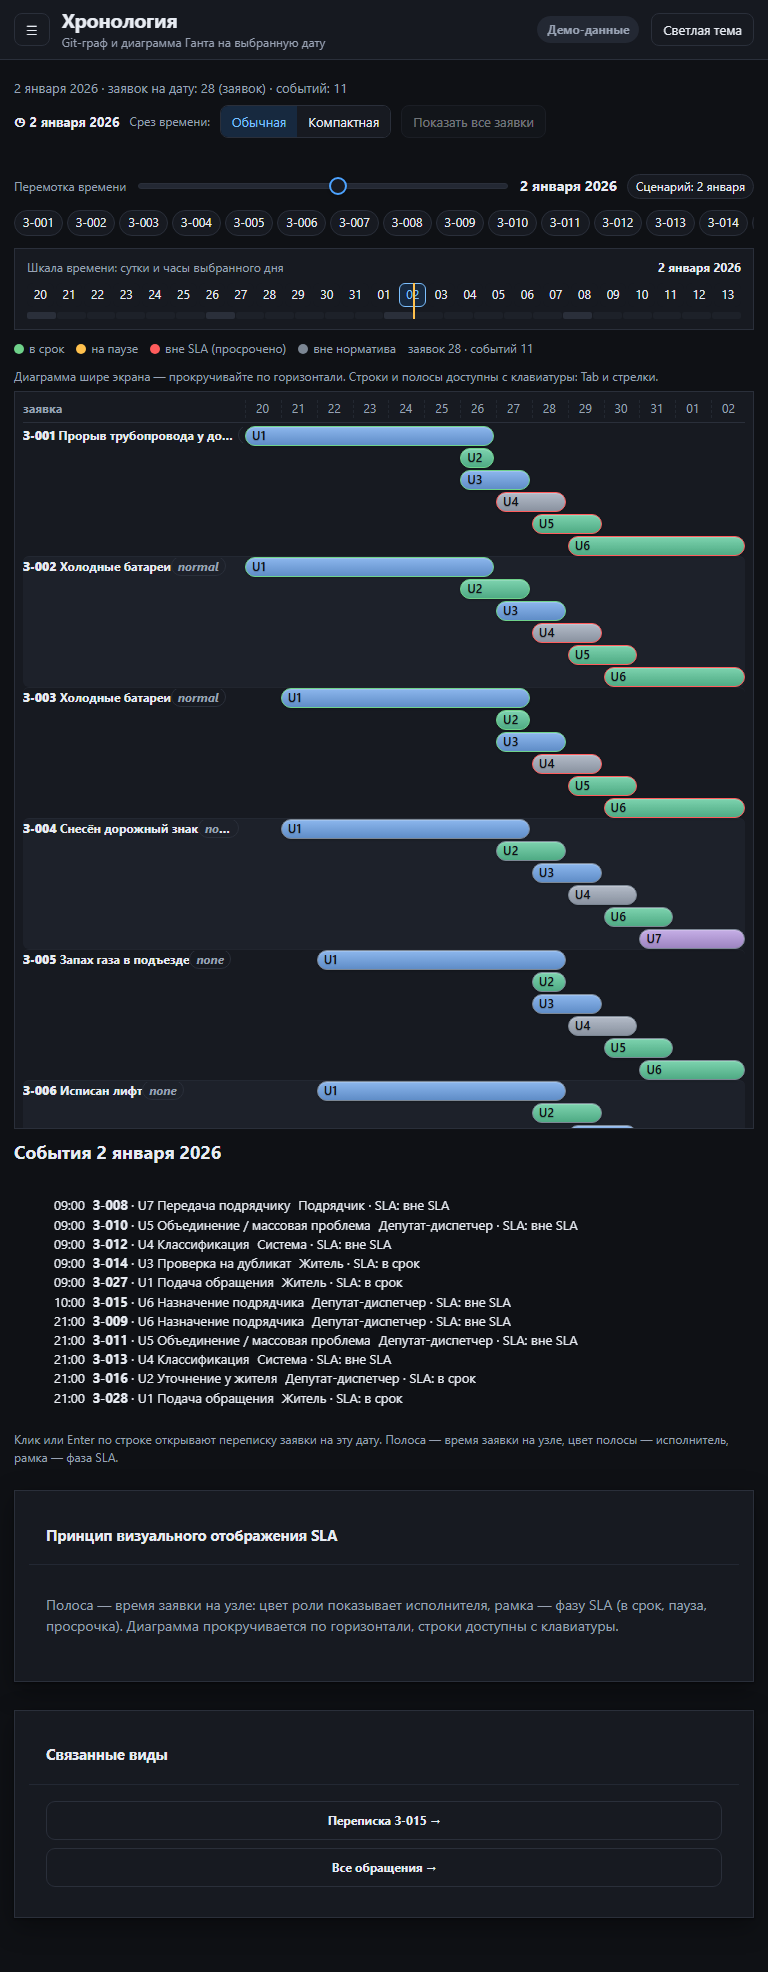 ☰
Хронология
Git-граф и диаграмма Ганта на выбранную дату
Демо-данные
Светлая тема
2 января 2026 · заявок на дату: 28 (заявок) · событий: 11
◷ 2 января 2026 Срез времени: Обычная Компактная Показать все заявки
Перемотка времени 2 января 2026 Сценарий: 2 января
З-001 З-002 З-003 З-004 З-005 З-006 З-007 З-008 З-009 З-010 З-011 З-012 З-013 З-014
Шкала времени: сутки и часы выбранного дня 2 января 2026
20 21 22 23 24 25 26 27 28 29 30 31 01 02 03 04 05 06 07 08 09 10 11 12 13
в срок на паузе вне SLA (просрочено) вне норматива заявок 28 · событий 11
Диаграмма шире экрана — прокручивайте по горизонтали. Строки и полосы доступны с клавиатуры: Tab и стрелки.
заявка 20 21 22 23 24 25 26 27 28 29 30 31 01 02
З-001 Прорыв трубопровода у до... U1
U2
U3
U4
U5
U6
З-002 Холодные батареи normal U1
U2
U3
U4
U5
U6
З-003 Холодные батареи normal U1
U2
U3
U4
U5
U6
З-004 Снесён дорожный знак no... U1
U2
U3
U4
U6
U7
З-005 Запах газа в подъезде none U1
U2
U3
U4
U5
U6
З-006 Исписан лифт none U1
U2
События 2 января 2026
09:00 З-008 · U7 Передача подрядчику Подрядчик · SLA: вне SLA
09:00 З-010 · U5 Объединение / массовая проблема Депутат-диспетчер · SLA: вне SLA
09:00 З-012 · U4 Классификация Система · SLA: вне SLA
09:00 З-014 · U3 Проверка на дубликат Житель · SLA: в срок
09:00 З-027 · U1 Подача обращения Житель · SLA: в срок
10:00 З-015 · U6 Назначение подрядчика Депутат-диспетчер · SLA: вне SLA
21:00 З-009 · U6 Назначение подрядчика Депутат-диспетчер · SLA: вне SLA
21:00 З-011 · U5 Объединение / массовая проблема Депутат-диспетчер · SLA: вне SLA
21:00 З-013 · U4 Классификация Система · SLA: вне SLA
21:00 З-016 · U2 Уточнение у жителя Депутат-диспетчер · SLA: в срок
21:00 З-028 · U1 Подача обращения Житель · SLA: в срок
Клик или Enter по строке открывают переписку заявки на эту дату. Полоса — время заявки на узле, цвет полосы — исполнитель,
рамка — фаза SLA.
Принцип визуального отображения SLA
Полоса — время заявки на узле: цвет роли показывает исполнителя, рамка — фазу SLA (в срок, пауза,
просрочка). Диаграмма прокручивается по горизонтали, строки доступны с клавиатуры.
Связанные виды
Переписка З-015 →
Все обращения →